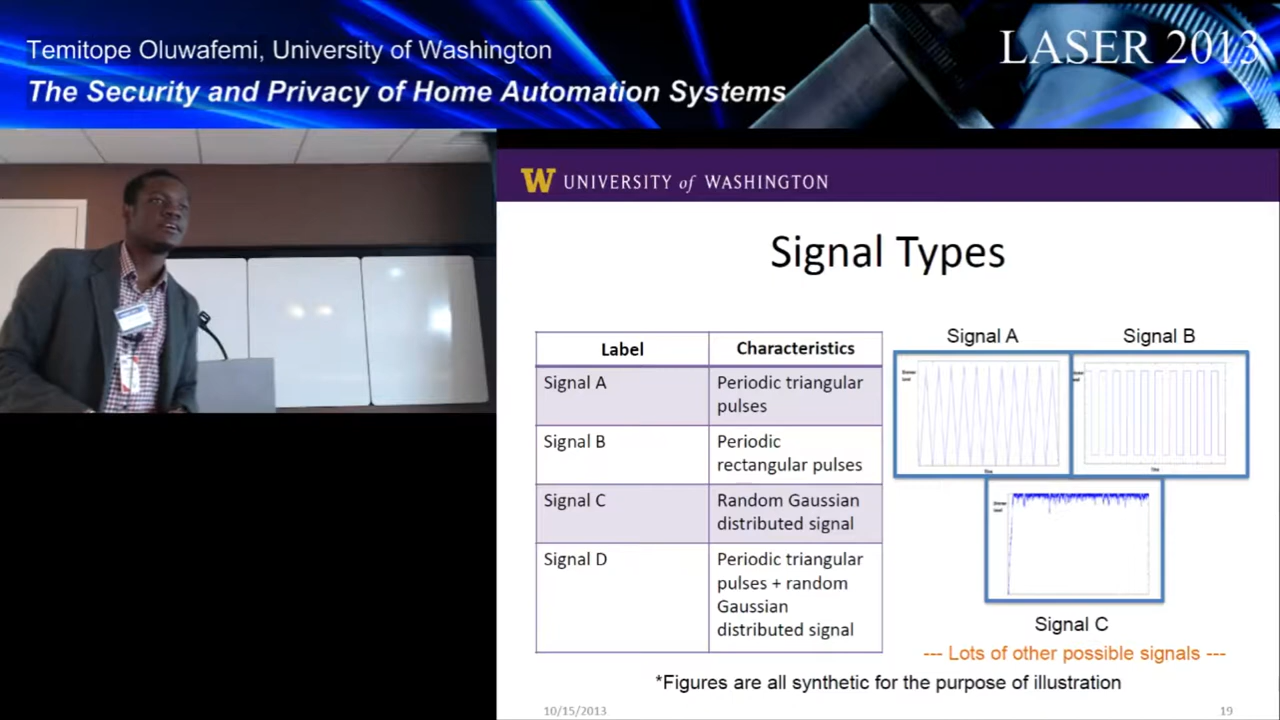 Temitope Oluwafemi, University of Washington
LASER 2013
The Security and Privacy of Home Automation Systems
W UNIVERSITY of WASHINGTON
Signal Types
Label Characteristics
Signal A Periodic triangular
pulses
Signal B Periodic
rectangular pulses
Signal C Random Gaussian
distributed signal
Signal D Periodic triangular
pulses + random
Gaussian
distributed signal
Signal A Signal B
Signal C
--- Lots of other possible signals ---
*Figures are all synthetic for the purpose of illustration
10/15/2013 19